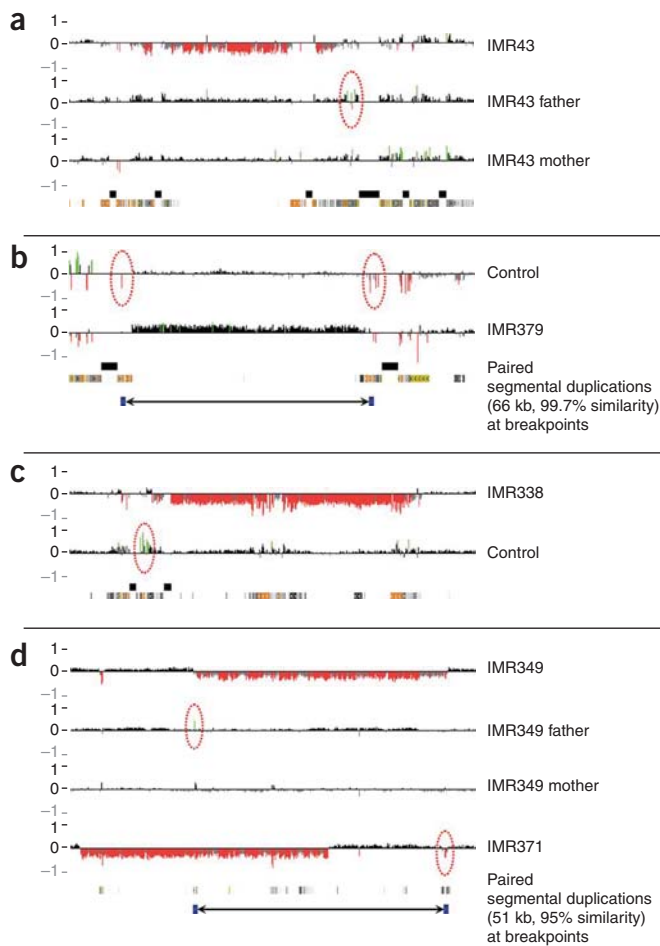 a
1
0
−1
IMR43
1
0
−1
IMR43 father
1
0
−1
IMR43 mother
b
1
0
−1
Control
1
0
−1
IMR379
Paired
segmental duplications
(66 kb, 99.7% similarity)
at breakpoints
c
1
0
−1
IMR338
1
0
−1
Control
d
1
0
−1
IMR349
1
0
−1
IMR349 father
1
0
−1
IMR349 mother
1
0
−1
IMR371
Paired
segmental duplications
(51 kb, 95% similarity)
at breakpoints